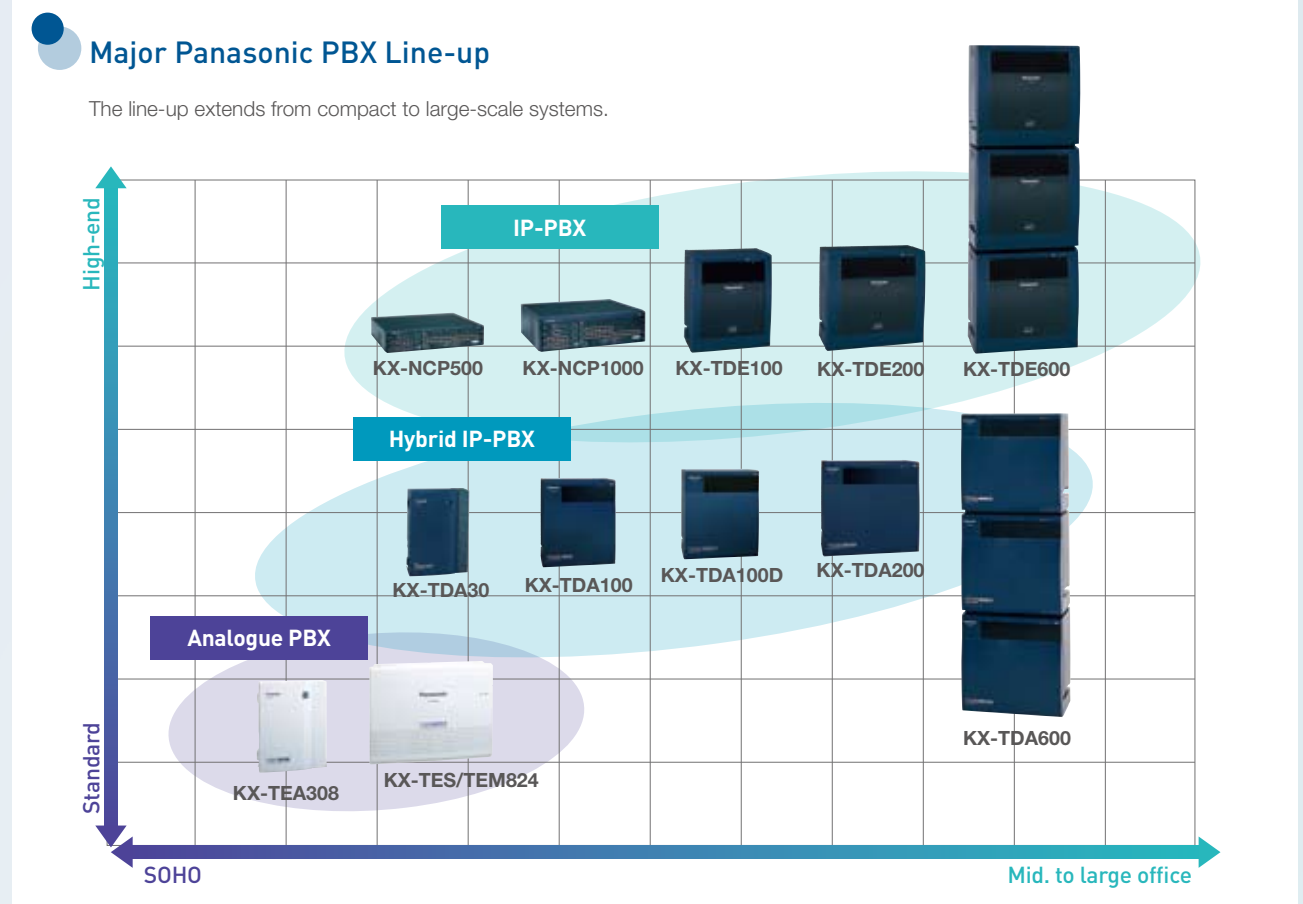 Major Panasonic PBX Line-up
The line-up extends from compact to large-scale systems.
High-end
IP-PBX
KX-NCP500
KX-NCP1000
KX-TDE100
KX-TDE200
KX-TDE600
Hybrid IP-PBX
KX-TDA30
KX-TDA100
KX-TDA100D
KX-TDA200
KX-TDA600
Analogue PBX
KX-TEA308
KX-TES/TEM824
Standard
SOHO
Mid. to large office